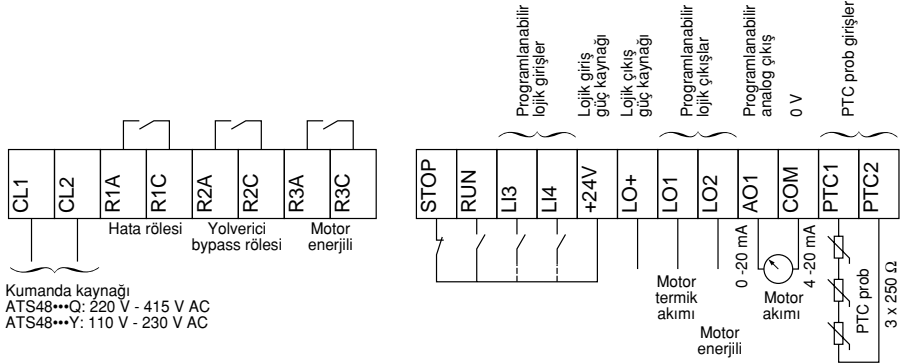 CL1
CL2
R1A
R1C
R2A
R2C
R3A
R3C
Hata rölesi
Yolverici
bypass rölesi
Motor
enerjili
Kumanda kaynağı
ATS48•••Q: 220 V - 415 V AC
ATS48•••Y: 110 V - 230 V AC
Programlanabilir
lojik girişler
Lojik giriş
güç kaynağı
Lojik çıkış
güç kaynağı
Programlanabilir
lojik çıkışlar
Programlanabilir
analog çıkış
0 V
PTC prob girişler
STOP
RUN
LI3
LI4
+24V
LO+
LO1
LO2
AO1
COM
PTC1
PTC2
Motor
termik
akımı
Motor
enerjili
0 -20 mA
4 -20 mA
Motor
akımı
PTC prob
3 x 250 Ω